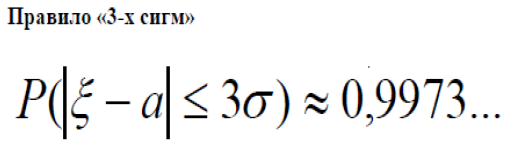 Правило «3-х сигм»
P(|ξ − a| ≤ 3σ) ≈ 0,9973...